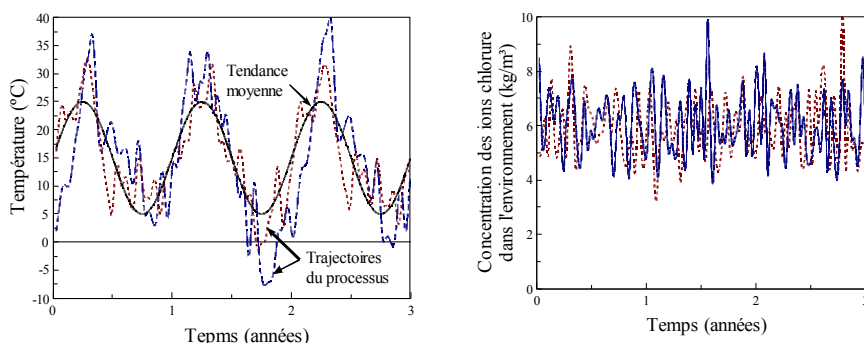 40
35
30
25
20
15
10
5
0
-5
-10
Température (ºC)
Tendance
moyenne
Trajectoires
du processus
0 1 2 3
Tepms (années)
10
8
6
4
2
0
Concentration des ions chlorure
dans l'environnement (kg/m³)
0 1 2 3
Temps (années)